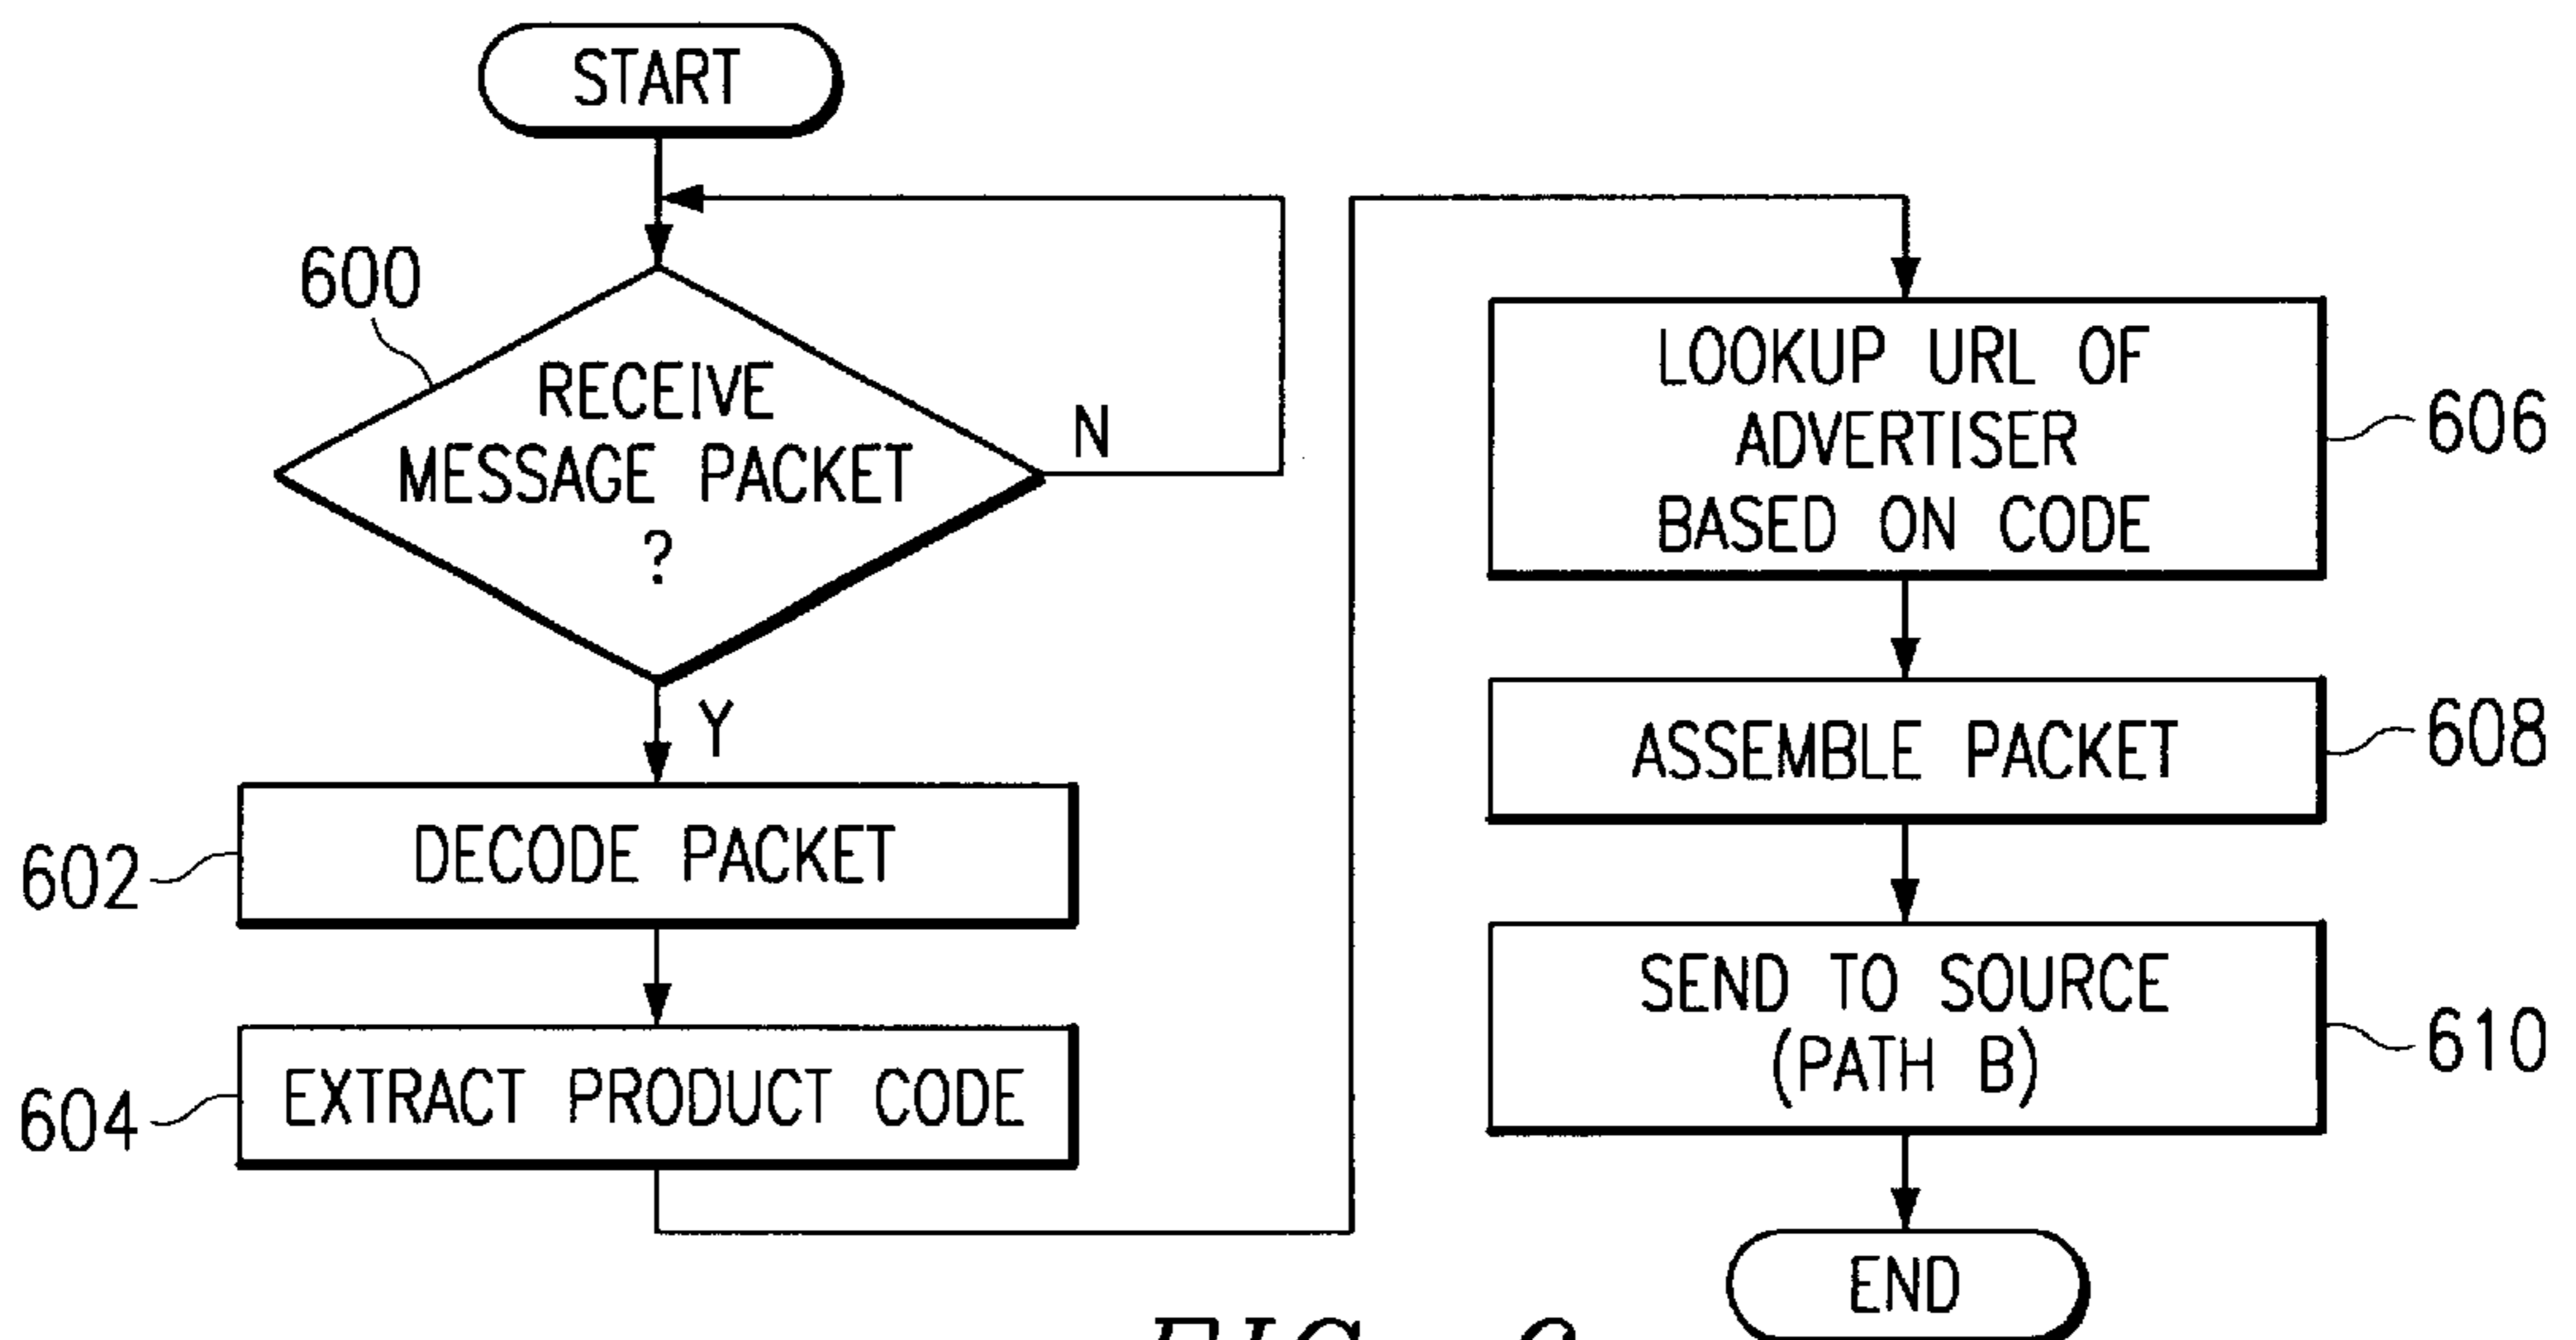 START
600
RECEIVE
MESSAGE PACKET
?
N
Y
602
DECODE PACKET
604
EXTRACT PRODUCT CODE
LOOKUP URL OF
ADVERTISER
BASED ON CODE
606
ASSEMBLE PACKET
608
SEND TO SOURCE
(PATH B)
610
END